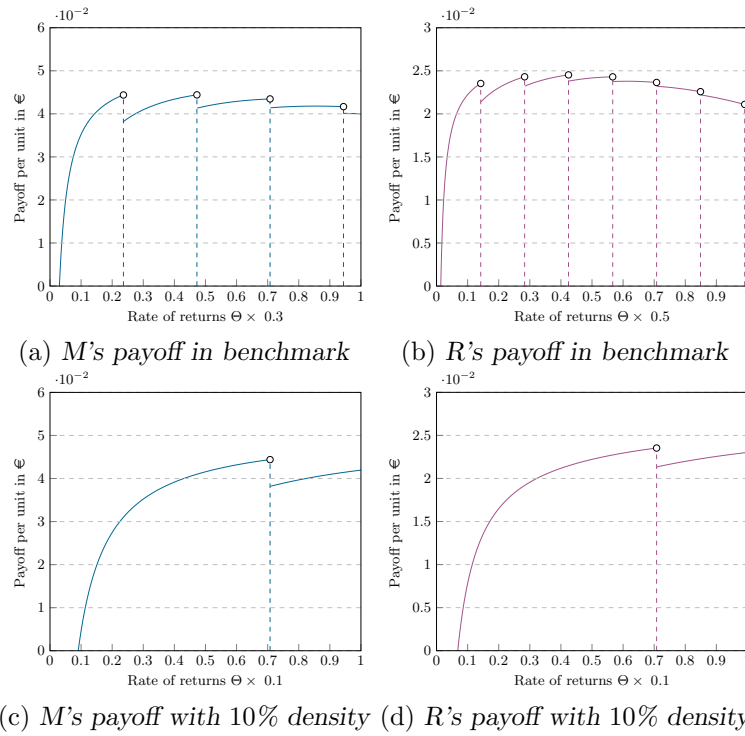 ·10⁻² ·10⁻²
6 3
5 2.5
4 2
3 1.5
2 1
1 0.5
0 0
Payoff per unit in € Payoff per unit in €
0 0.1 0.2 0.3 0.4 0.5 0.6 0.7 0.8 0.9 1 0 0.1 0.2 0.3 0.4 0.5 0.6 0.7 0.8 0.9
Rate of returns Θ × 0.3 Rate of returns Θ × 0.5
(a) M's payoff in benchmark (b) R's payoff in benchmark
·10⁻² ·10⁻²
6 3
5 2.5
4 2
3 1.5
2 1
1 0.5
0 0
Payoff per unit in € Payoff per unit in €
0 0.1 0.2 0.3 0.4 0.5 0.6 0.7 0.8 0.9 1 0 0.1 0.2 0.3 0.4 0.5 0.6 0.7 0.8 0.9
Rate of returns Θ × 0.1 Rate of returns Θ × 0.1
(c) M's payoff with 10% density (d) R's payoff with 10% density